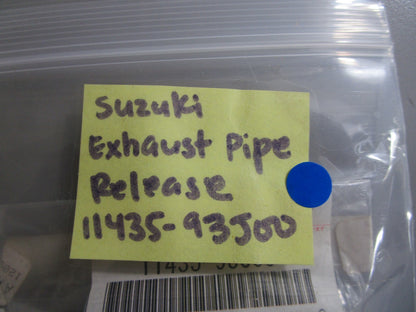 Suzuki
Exhaust Pipe
Release
11435-93J00